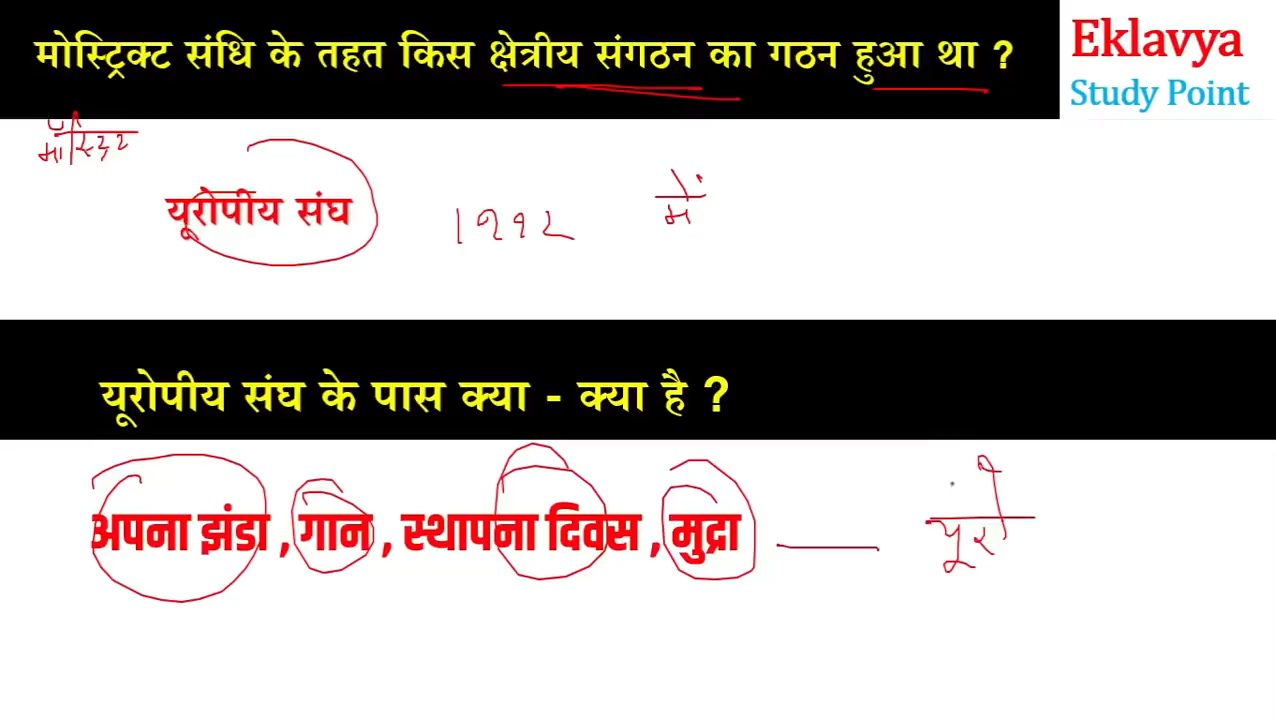 मोस्ट्रिक्ट संधि के तहत किस क्षेत्रीय संगठन का गठन हुआ था ?
Eklavya
Study Point
यूरोपीय संघ
1992
में
यूरोपीय संघ के पास क्या - क्या है ?
अपना झंडा , गान , स्थापना दिवस , मुद्रा
यूरो